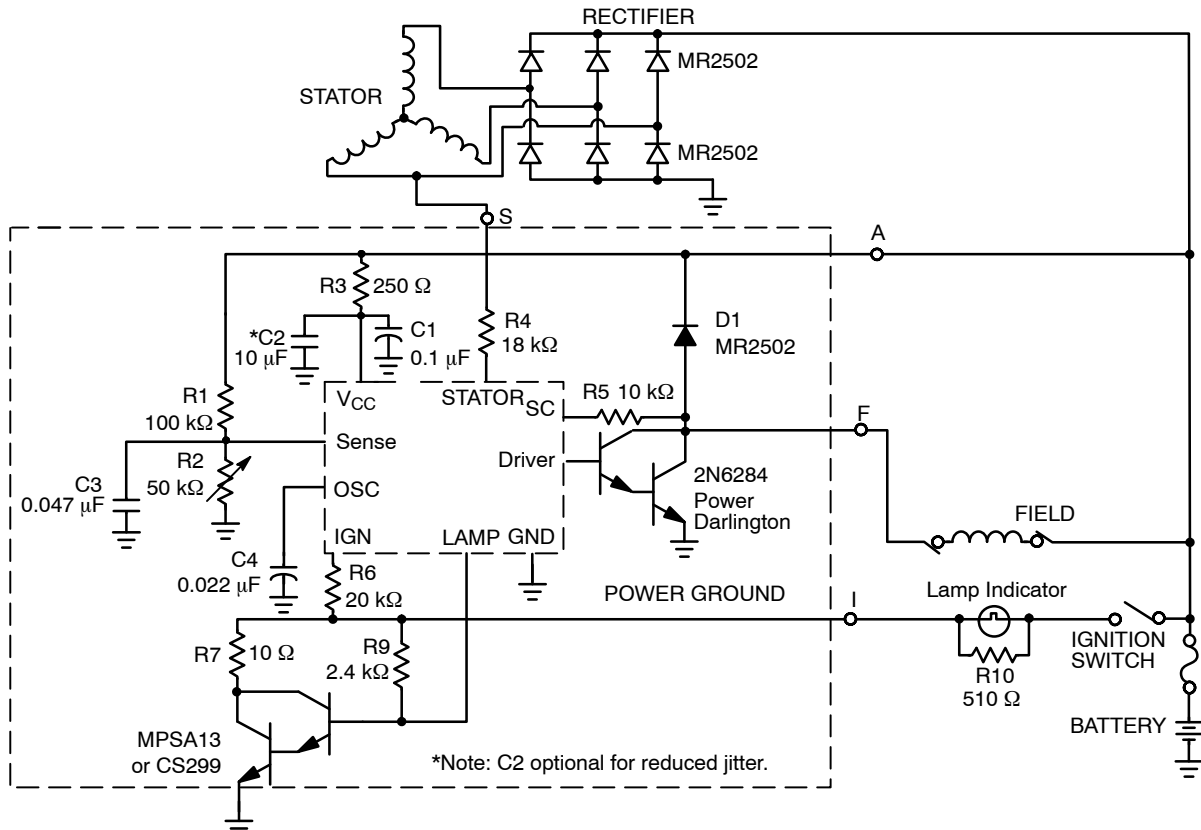 RECTIFIER
MR2502
STATOR
MR2502
S
A
R3
250 Ω
*C2
10 μF
C1
0.1 μF
R4
18 kΩ
D1
MR2502
R1
100 kΩ
VCC
STATOR
SC
R5 10 kΩ
F
Sense
Driver
R2
50 kΩ
C3
0.047 μF
OSC
2N6284
Power
Darlington
IGN
LAMP
GND
FIELD
C4
0.022 μF
R6
20 kΩ
POWER GROUND
I
Lamp Indicator
R7
10 Ω
R9
2.4 kΩ
IGNITION
SWITCH
R10
510 Ω
BATTERY
MPSA13
or CS299
*Note: C2 optional for reduced jitter.